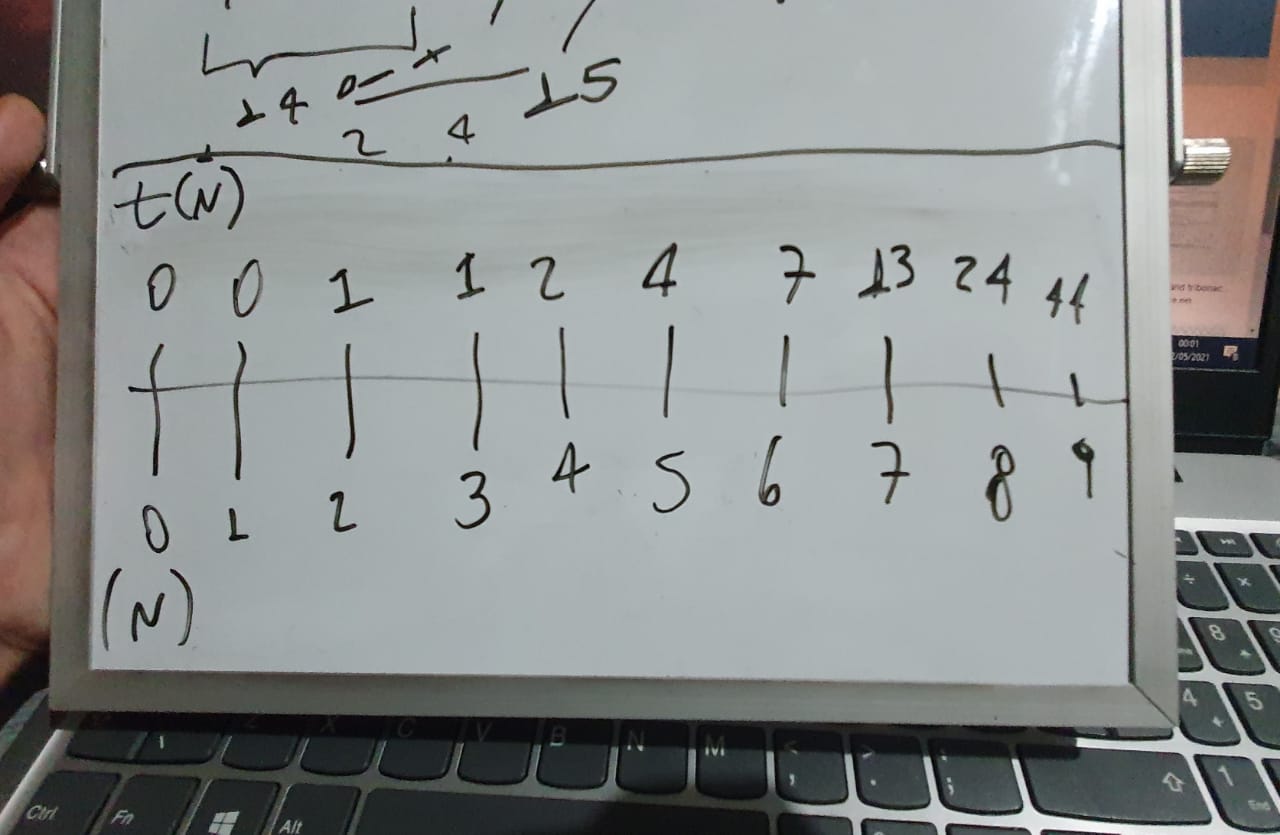 14 0 x 15
2 4
t(N)
0 0 1 1 2 4 7 13 24 44
0 1 2 3 4 5 6 7 8 9
(N)
and tribonac
00:01
2/05/2021
Ctrl Fn Alt
Z X C V B N M < , > . : ;
÷ x
8 9
4 5
1 End